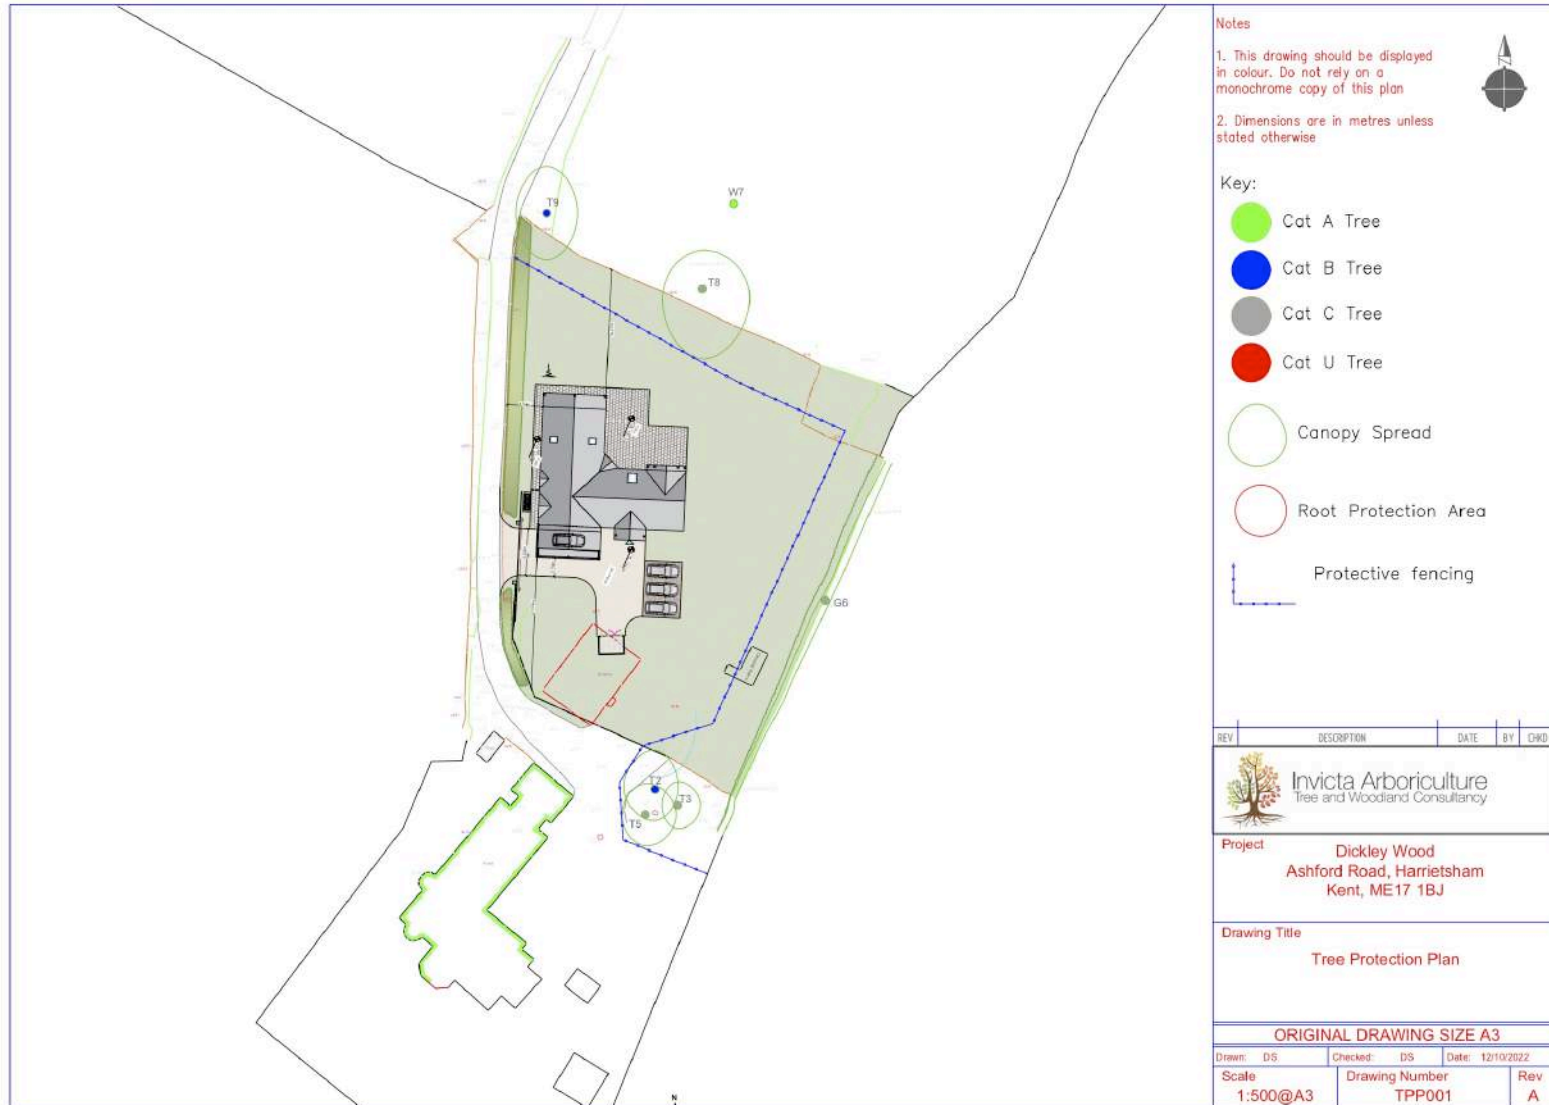 Notes
1. This drawing should be displayed
in colour. Do not rely on a
monochrome copy of this plan
2. Dimensions are in metres unless
stated otherwise
N
Key:
Cat A Tree
Cat B Tree
Cat C Tree
Cat U Tree
Canopy Spread
Root Protection Area
Protective fencing
T9
W7
T8
G6
T2
T3
T5
N
REV DESCRIPTION DATE BY CHKD
Invicta Arboriculture
Tree and Woodland Consultancy
Project
Dickley Wood
Ashford Road, Harrietsham
Kent, ME17 1BJ
Drawing Title
Tree Protection Plan
ORIGINAL DRAWING SIZE A3
Drawn: DS Checked: DS Date: 12/10/2022
Scale Drawing Number Rev
1:500@A3 TPP001 A